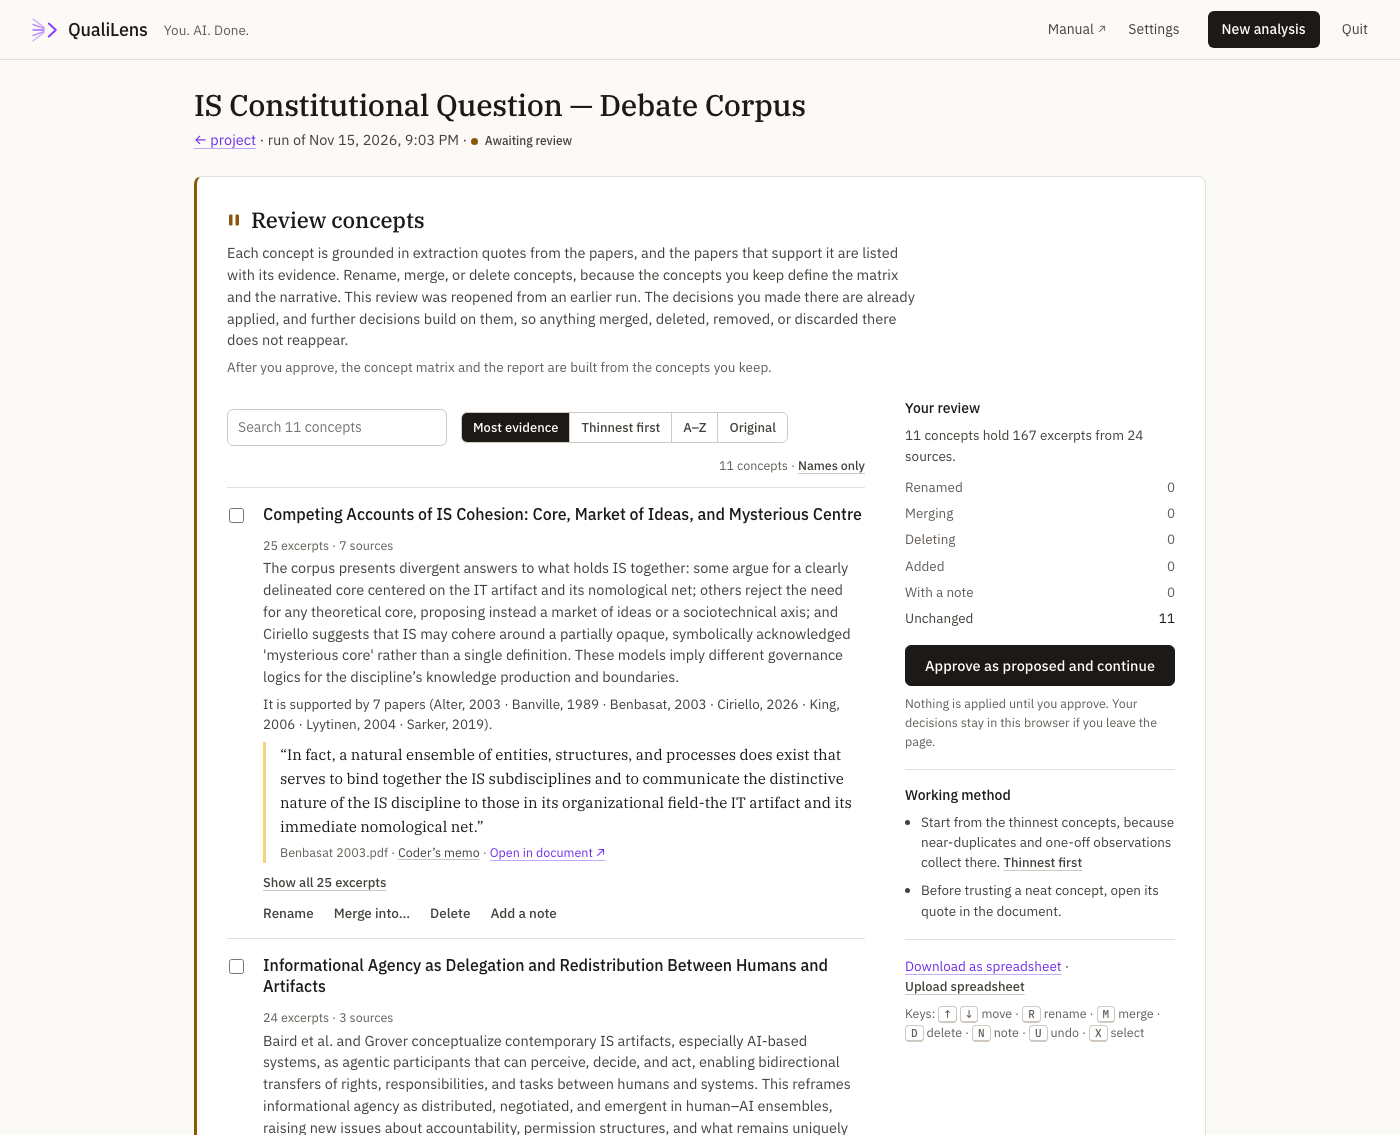 QualiLens You. AI. Done. Manual ↗ Settings New analysis Quit
IS Constitutional Question — Debate Corpus
← project · run of Nov 15, 2026, 9:03 PM · Awaiting review
Review concepts
Each concept is grounded in extraction quotes from the papers, and the papers that support it are listed
with its evidence. Rename, merge, or delete concepts, because the concepts you keep define the matrix
and the narrative. This review was reopened from an earlier run. The decisions you made there are already
applied, and further decisions build on them, so anything merged, deleted, removed, or discarded there
does not reappear.
After you approve, the concept matrix and the report are built from the concepts you keep.
Search 11 concepts
Most evidence Thinnest first A–Z Original
11 concepts · Names only
Competing Accounts of IS Cohesion: Core, Market of Ideas, and Mysterious Centre
25 excerpts · 7 sources
The corpus presents divergent answers to what holds IS together: some argue for a clearly
delineated core centered on the IT artifact and its nomological net; others reject the need
for any theoretical core, proposing instead a market of ideas or a sociotechnical axis; and
Ciriello suggests that IS may cohere around a partially opaque, symbolically acknowledged
'mysterious core' rather than a single definition. These models imply different governance
logics for the discipline’s knowledge production and boundaries.
It is supported by 7 papers (Alter, 2003 · Banville, 1989 · Benbasat, 2003 · Ciriello, 2026 · King,
2006 · Lyytinen, 2004 · Sarker, 2019).
“In fact, a natural ensemble of entities, structures, and processes does exist that
serves to bind together the IS subdisciplines and to communicate the distinctive
nature of the IS discipline to those in its organizational field-the IT artifact and its
immediate nomological net.”
Benbasat 2003.pdf · Coder’s memo · Open in document ↗
Show all 25 excerpts
Rename Merge into… Delete Add a note
Informational Agency as Delegation and Redistribution Between Humans and
Artifacts
24 excerpts · 3 sources
Baird et al. and Grover conceptualize contemporary IS artifacts, especially AI-based
systems, as agentic participants that can perceive, decide, and act, enabling bidirectional
transfers of rights, responsibilities, and tasks between humans and systems. This reframes
informational agency as distributed, negotiated, and emergent in human–AI ensembles,
raising new issues about accountability, permission structures, and what remains uniquely
Your review
11 concepts hold 167 excerpts from 24
sources.
Renamed 0
Merging 0
Deleting 0
Added 0
With a note 0
Unchanged 11
Approve as proposed and continue
Nothing is applied until you approve. Your
decisions stay in this browser if you leave the
page.
Working method
• Start from the thinnest concepts, because
near-duplicates and one-off observations
collect there. Thinnest first
• Before trusting a neat concept, open its
quote in the document.
Download as spreadsheet ·
Upload spreadsheet
Keys: ↑ ↓ move · R rename · M merge ·
D delete · N note · U undo · X select